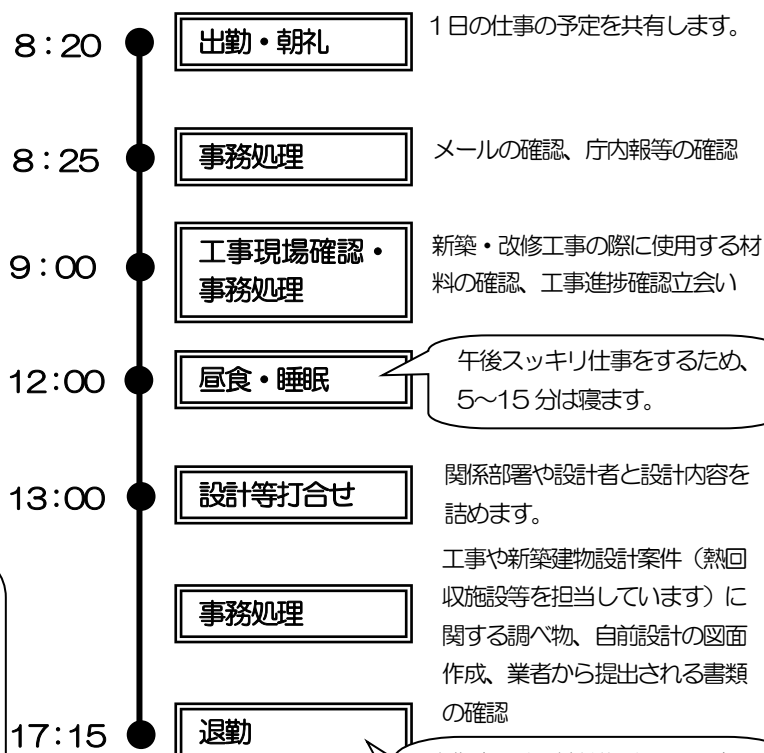 8:20
出勤・朝礼
1日の仕事の予定を共有します。
8:25
事務処理
メールの確認、庁内報等の確認
9:00
工事現場確認・
事務処理
新築・改修工事の際に使用する材
料の確認、工事進捗確認立会い
12:00
昼食・睡眠
午後スッキリ仕事をするため、
5~15分は寝ます。
13:00
設計等打合せ
関係部署や設計者と設計内容を
詰めます。
事務処理
工事や新築建物設計案件（熱回
収施設等を担当しています）に
関する調べ物、自前設計の図面
作成、業者から提出される書類
の確認
17:15
退勤